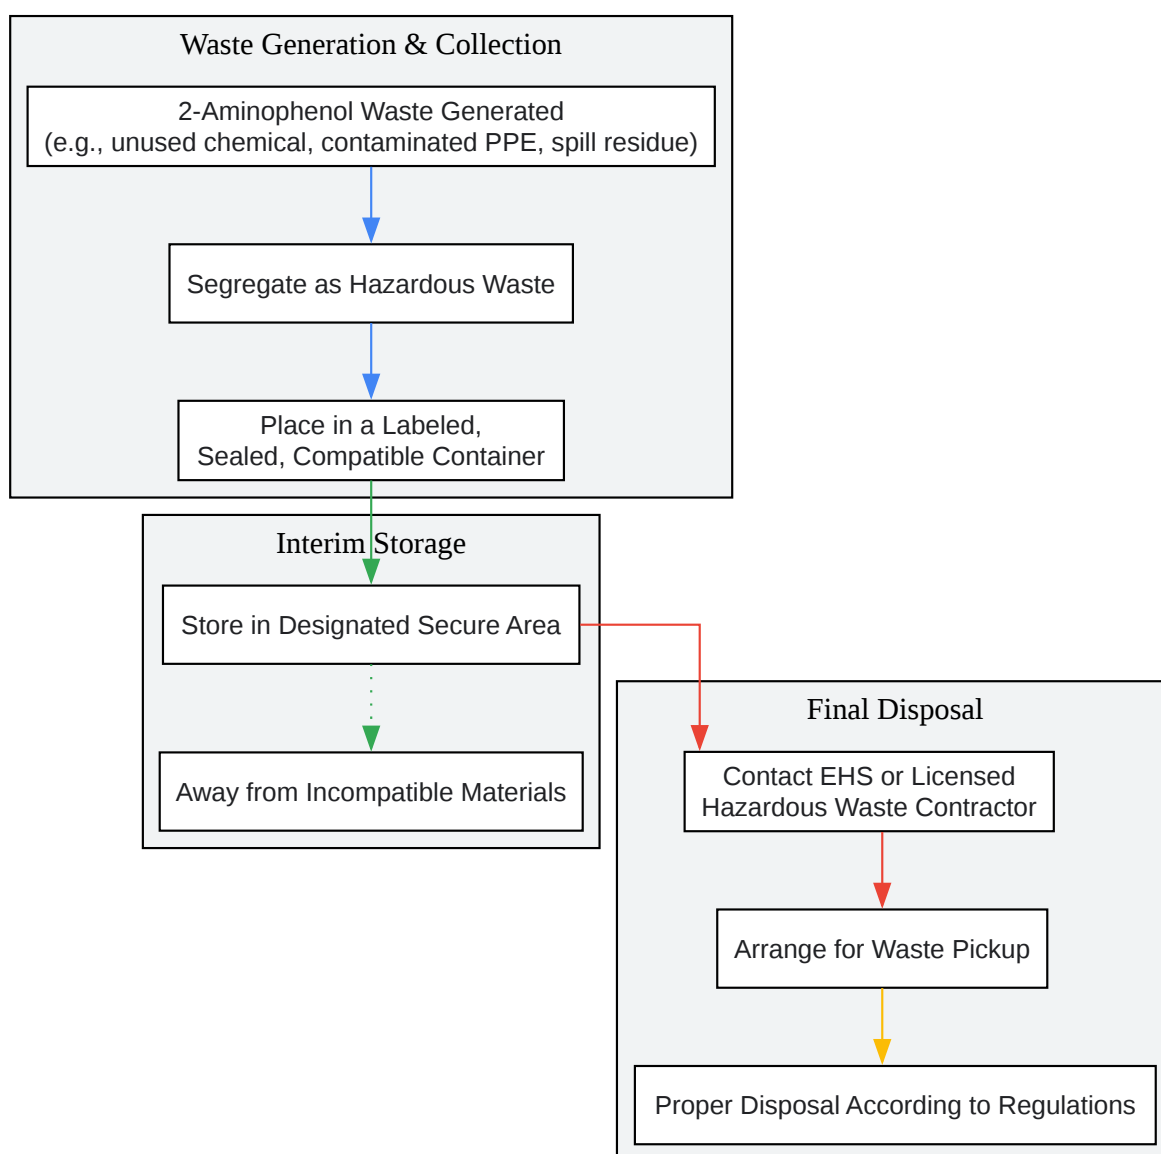 Waste Generation & Collection
2-Aminophenol Waste Generated
(e.g., unused chemical, contaminated PPE, spill residue)
Segregate as Hazardous Waste
Place in a Labeled,
Sealed, Compatible Container
Interim Storage
Store in Designated Secure Area
Away from Incompatible Materials
Final Disposal
Contact EHS or Licensed
Hazardous Waste Contractor
Arrange for Waste Pickup
Proper Disposal According to Regulations